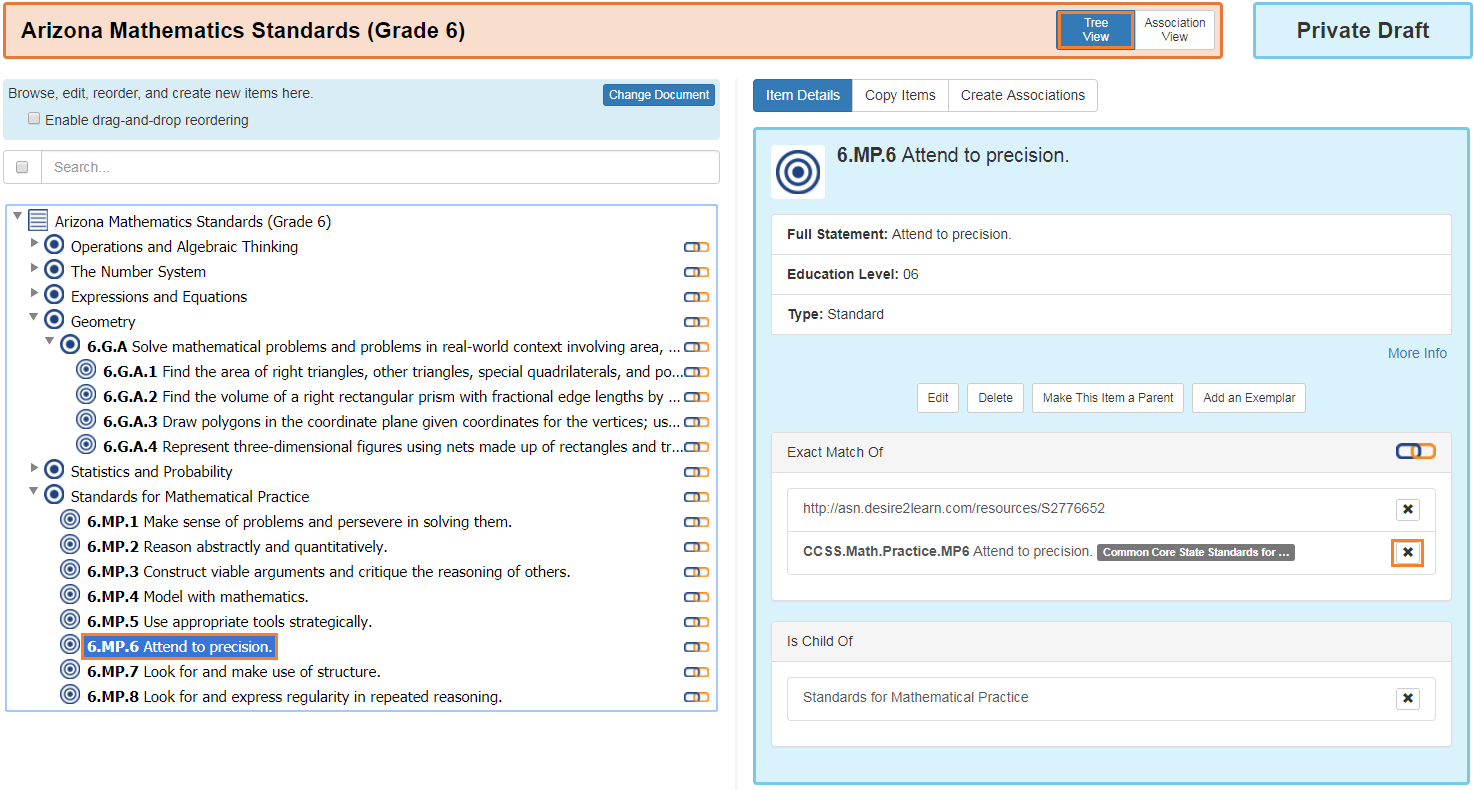 Arizona Mathematics Standards (Grade 6)
Tree View
Association View
Private Draft
Browse, edit, reorder, and create new items here.
Change Document
Enable drag-and-drop reordering
Search...
Arizona Mathematics Standards (Grade 6)
Operations and Algebraic Thinking
The Number System
Expressions and Equations
Geometry
6.G.A Solve mathematical problems and problems in real-world context involving area, ...
6.G.A.1 Find the area of right triangles, other triangles, special quadrilaterals, and po...
6.G.A.2 Find the volume of a right rectangular prism with fractional edge lengths by ...
6.G.A.3 Draw polygons in the coordinate plane given coordinates for the vertices; us...
6.G.A.4 Represent three-dimensional figures using nets made up of rectangles and tr...
Statistics and Probability
Standards for Mathematical Practice
6.MP.1 Make sense of problems and persevere in solving them.
6.MP.2 Reason abstractly and quantitatively.
6.MP.3 Construct viable arguments and critique the reasoning of others.
6.MP.4 Model with mathematics.
6.MP.5 Use appropriate tools strategically.
6.MP.6 Attend to precision.
6.MP.7 Look for and make use of structure.
6.MP.8 Look for and express regularity in repeated reasoning.
Item Details
Copy Items
Create Associations
6.MP.6 Attend to precision.
Full Statement: Attend to precision.
Education Level: 06
Type: Standard
More Info
Edit
Delete
Make This Item a Parent
Add an Exemplar
Exact Match Of
http://asn.desire2learn.com/resources/S2776652
CCSS.Math.Practice.MP6 Attend to precision. Common Core State Standards for ...
Is Child Of
Standards for Mathematical Practice